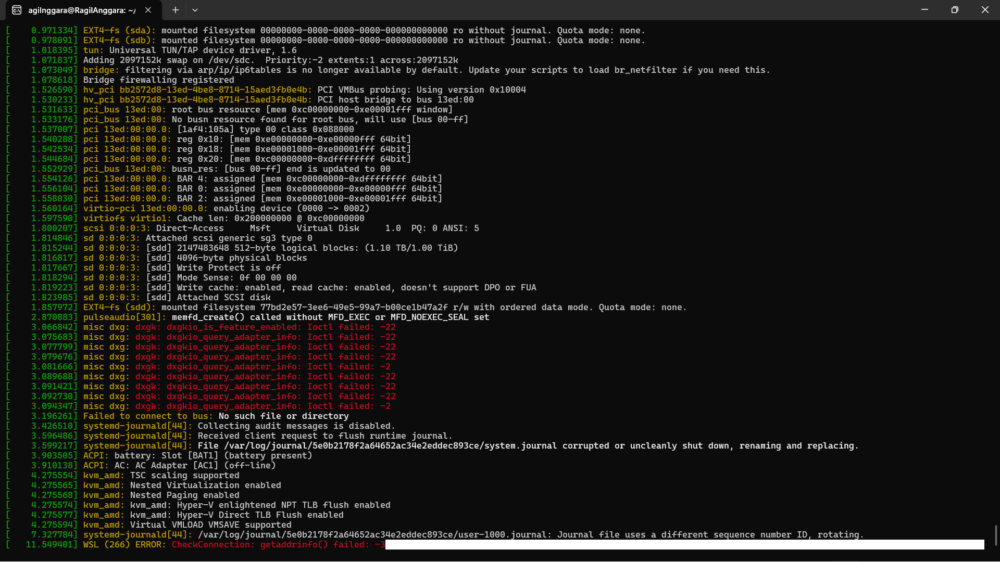 agilnggara@RagilAnggara: ~/
[    0.971334] EXT4-fs (sda): mounted filesystem 00000000-0000-0000-0000-000000000000 ro without journal. Quota mode: none.
[    0.978091] EXT4-fs (sdb): mounted filesystem 00000000-0000-0000-0000-000000000000 ro without journal. Quota mode: none.
[    1.018395] tun: Universal TUN/TAP device driver, 1.6
[    1.071837] Adding 2097152k swap on /dev/sdc.  Priority:-2 extents:1 across:2097152k
[    1.073049] bridge: filtering via arp/ip/ip6tables is no longer available by default. Update your scripts to load br_netfilter if you need this.
[    1.078618] Bridge firewalling registered
[    1.526590] hv_pci bb2572d8-13ed-4be8-8714-15aed3fb0e4b: PCI VMBus probing: Using version 0x10004
[    1.530233] hv_pci bb2572d8-13ed-4be8-8714-15aed3fb0e4b: PCI host bridge to bus 13ed:00
[    1.531633] pci_bus 13ed:00: root bus resource [mem 0xc00000000-0xe00001fff window]
[    1.533176] pci_bus 13ed:00: No busn resource found for root bus, will use [bus 00-ff]
[    1.537007] pci 13ed:00:00.0: [1af4:105a] type 00 class 0x088000
[    1.540288] pci 13ed:00:00.0: reg 0x10: [mem 0xe00000000-0xe00000fff 64bit]
[    1.542534] pci 13ed:00:00.0: reg 0x18: [mem 0xe00001000-0xe00001fff 64bit]
[    1.544684] pci 13ed:00:00.0: reg 0x20: [mem 0xc00000000-0xdffffffff 64bit]
[    1.552929] pci_bus 13ed:00: busn_res: [bus 00-ff] end is updated to 00
[    1.554126] pci 13ed:00:00.0: BAR 4: assigned [mem 0xc00000000-0xdffffffff 64bit]
[    1.556104] pci 13ed:00:00.0: BAR 0: assigned [mem 0xe00000000-0xe00000fff 64bit]
[    1.558030] pci 13ed:00:00.0: BAR 2: assigned [mem 0xe00001000-0xe00001fff 64bit]
[    1.560164] virtio-pci 13ed:00:00.0: enabling device (0000 -> 0002)
[    1.597590] virtiofs virtio1: Cache len: 0x200000000 @ 0xc00000000
[    1.800207] scsi 0:0:0:3: Direct-Access     Msft     Virtual Disk     1.0  PQ: 0 ANSI: 5
[    1.814846] sd 0:0:0:3: Attached scsi generic sg3 type 0
[    1.815244] sd 0:0:0:3: [sdd] 2147483648 512-byte logical blocks: (1.10 TB/1.00 TiB)
[    1.816817] sd 0:0:0:3: [sdd] 4096-byte physical blocks
[    1.817667] sd 0:0:0:3: [sdd] Write Protect is off
[    1.818294] sd 0:0:0:3: [sdd] Mode Sense: 0f 00 00 00
[    1.819223] sd 0:0:0:3: [sdd] Write cache: enabled, read cache: enabled, doesn't support DPO or FUA
[    1.823985] sd 0:0:0:3: [sdd] Attached SCSI disk
[    1.857972] EXT4-fs (sdd): mounted filesystem 77bd2e57-3ee6-49e5-99a7-b00ce1b47a2f r/w with ordered data mode. Quota mode: none.
[    2.870883] pulseaudio[301]: memfd_create() called without MFD_EXEC or MFD_NOEXEC_SEAL set
[    3.066842] misc dxg: dxgk: dxgkio_is_feature_enabled: Ioctl failed: -22
[    3.075683] misc dxg: dxgk: dxgkio_query_adapter_info: Ioctl failed: -22
[    3.077799] misc dxg: dxgk: dxgkio_query_adapter_info: Ioctl failed: -22
[    3.079676] misc dxg: dxgk: dxgkio_query_adapter_info: Ioctl failed: -22
[    3.081666] misc dxg: dxgk: dxgkio_query_adapter_info: Ioctl failed: -2
[    3.089688] misc dxg: dxgk: dxgkio_query_adapter_info: Ioctl failed: -22
[    3.091421] misc dxg: dxgk: dxgkio_query_adapter_info: Ioctl failed: -22
[    3.092730] misc dxg: dxgk: dxgkio_query_adapter_info: Ioctl failed: -22
[    3.094347] misc dxg: dxgk: dxgkio_query_adapter_info: Ioctl failed: -2
[    3.196261] Failed to connect to bus: No such file or directory
[    3.426510] systemd-journald[44]: Collecting audit messages is disabled.
[    3.596486] systemd-journald[44]: Received client request to flush runtime journal.
[    3.599217] systemd-journald[44]: File /var/log/journal/5e0b2178f2a64652ac34e2eddec893ce/system.journal corrupted or uncleanly shut down, renaming and replacing.
[    3.903505] ACPI: battery: Slot [BAT1] (battery present)
[    3.910138] ACPI: AC: AC Adapter [AC1] (off-line)
[    4.275554] kvm_amd: TSC scaling supported
[    4.275565] kvm_amd: Nested Virtualization enabled
[    4.275568] kvm_amd: Nested Paging enabled
[    4.275574] kvm_amd: kvm_amd: Hyper-V enlightened NPT TLB flush enabled
[    4.275577] kvm_amd: kvm_amd: Hyper-V Direct TLB Flush enabled
[    4.275594] kvm_amd: Virtual VMLOAD VMSAVE supported
[    7.327784] systemd-journald[44]: /var/log/journal/5e0b2178f2a64652ac34e2eddec893ce/user-1000.journal: Journal file uses a different sequence number ID, rotating.
[   11.549401] WSL (266) ERROR: CheckConnection: getaddrinfo() failed: -3